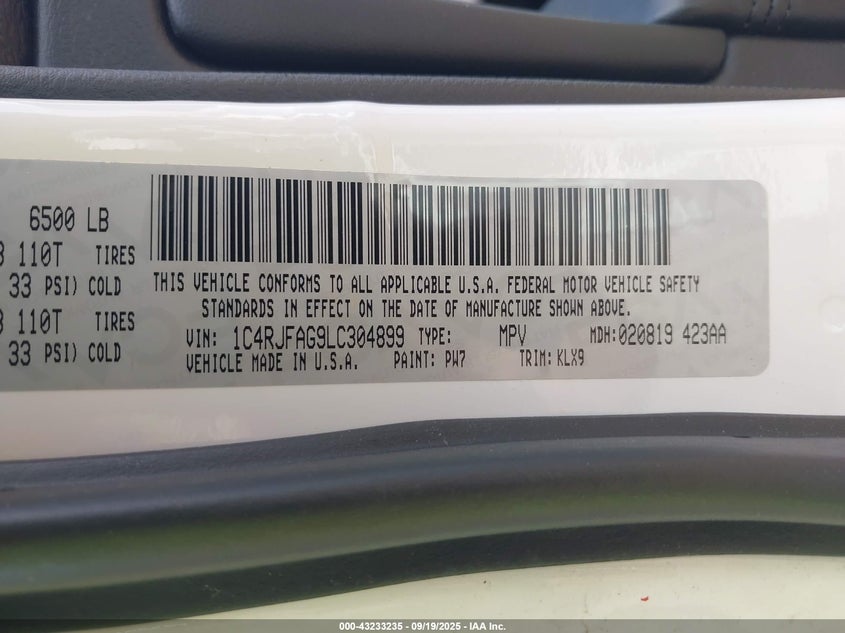 6500 LB
110T TIRES
33 PSI) COLD
110T TIRES
33 PSI) COLD
THIS VEHICLE CONFORMS TO ALL APPLICABLE U.S.A. FEDERAL MOTOR VEHICLE SAFETY
STANDARDS IN EFFECT ON THE DATE OF MANUFACTURE SHOWN ABOVE.
VIN: 1C4RJFAG9LC304899 TYPE: MPV MDH:020819 423AA
VEHICLE MADE IN U.S.A. PAINT: PW7 TRIM: KLX9
000-43233235 - 09/19/2025 - IAA Inc.